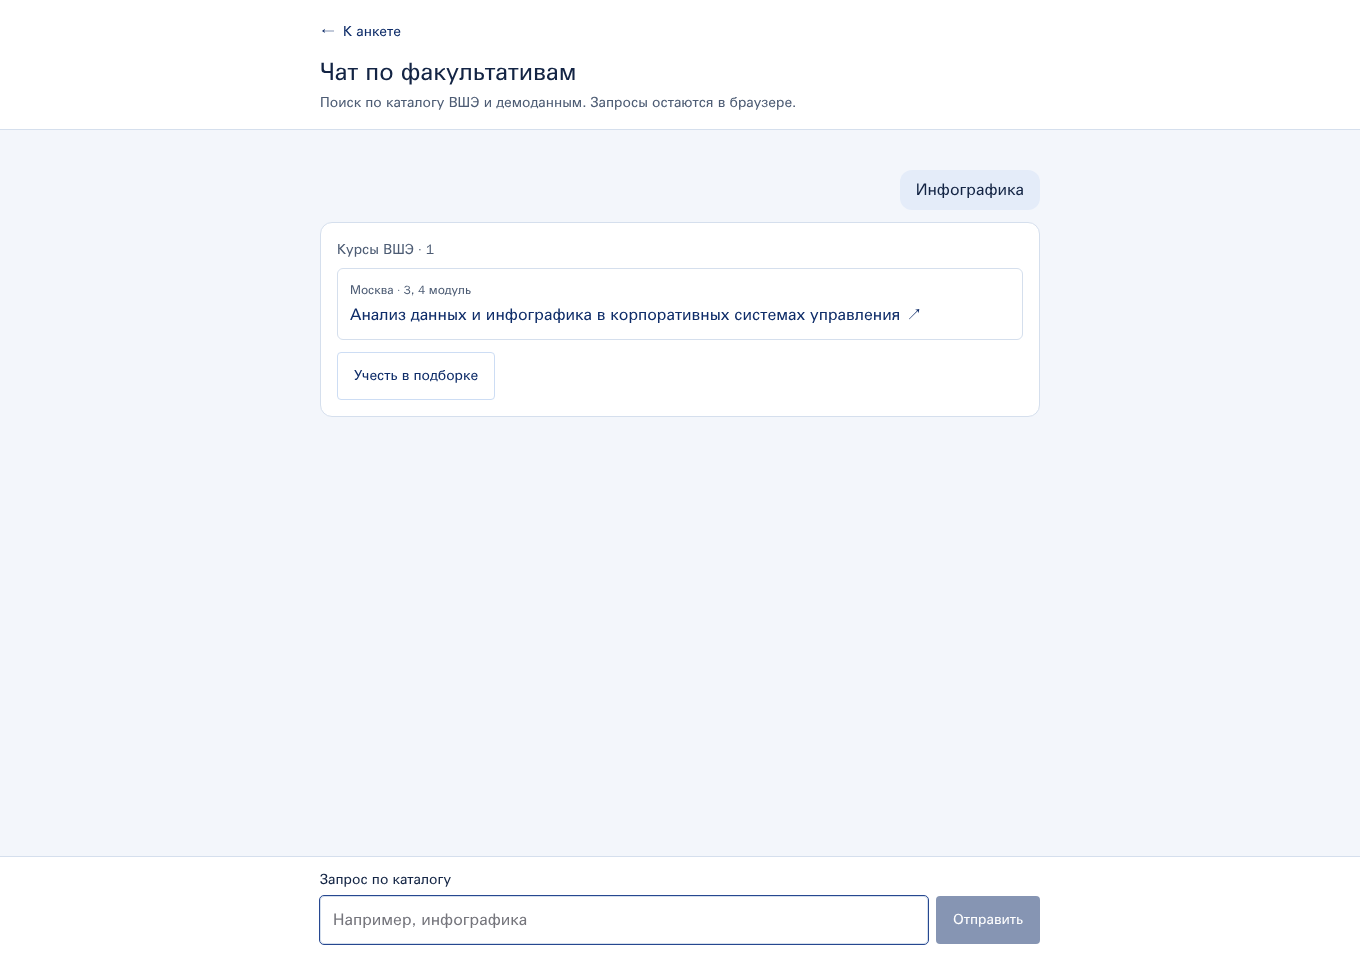 ← К анкете
Чат по факультативам
Поиск по каталогу ВШЭ и демоданным. Запросы остаются в браузере.
Инфографика
Курсы ВШЭ · 1
Москва · 3, 4 модуль
Анализ данных и инфографика в корпоративных системах управления ↗
Учесть в подборке
Запрос по каталогу
Например, инфографика
Отправить